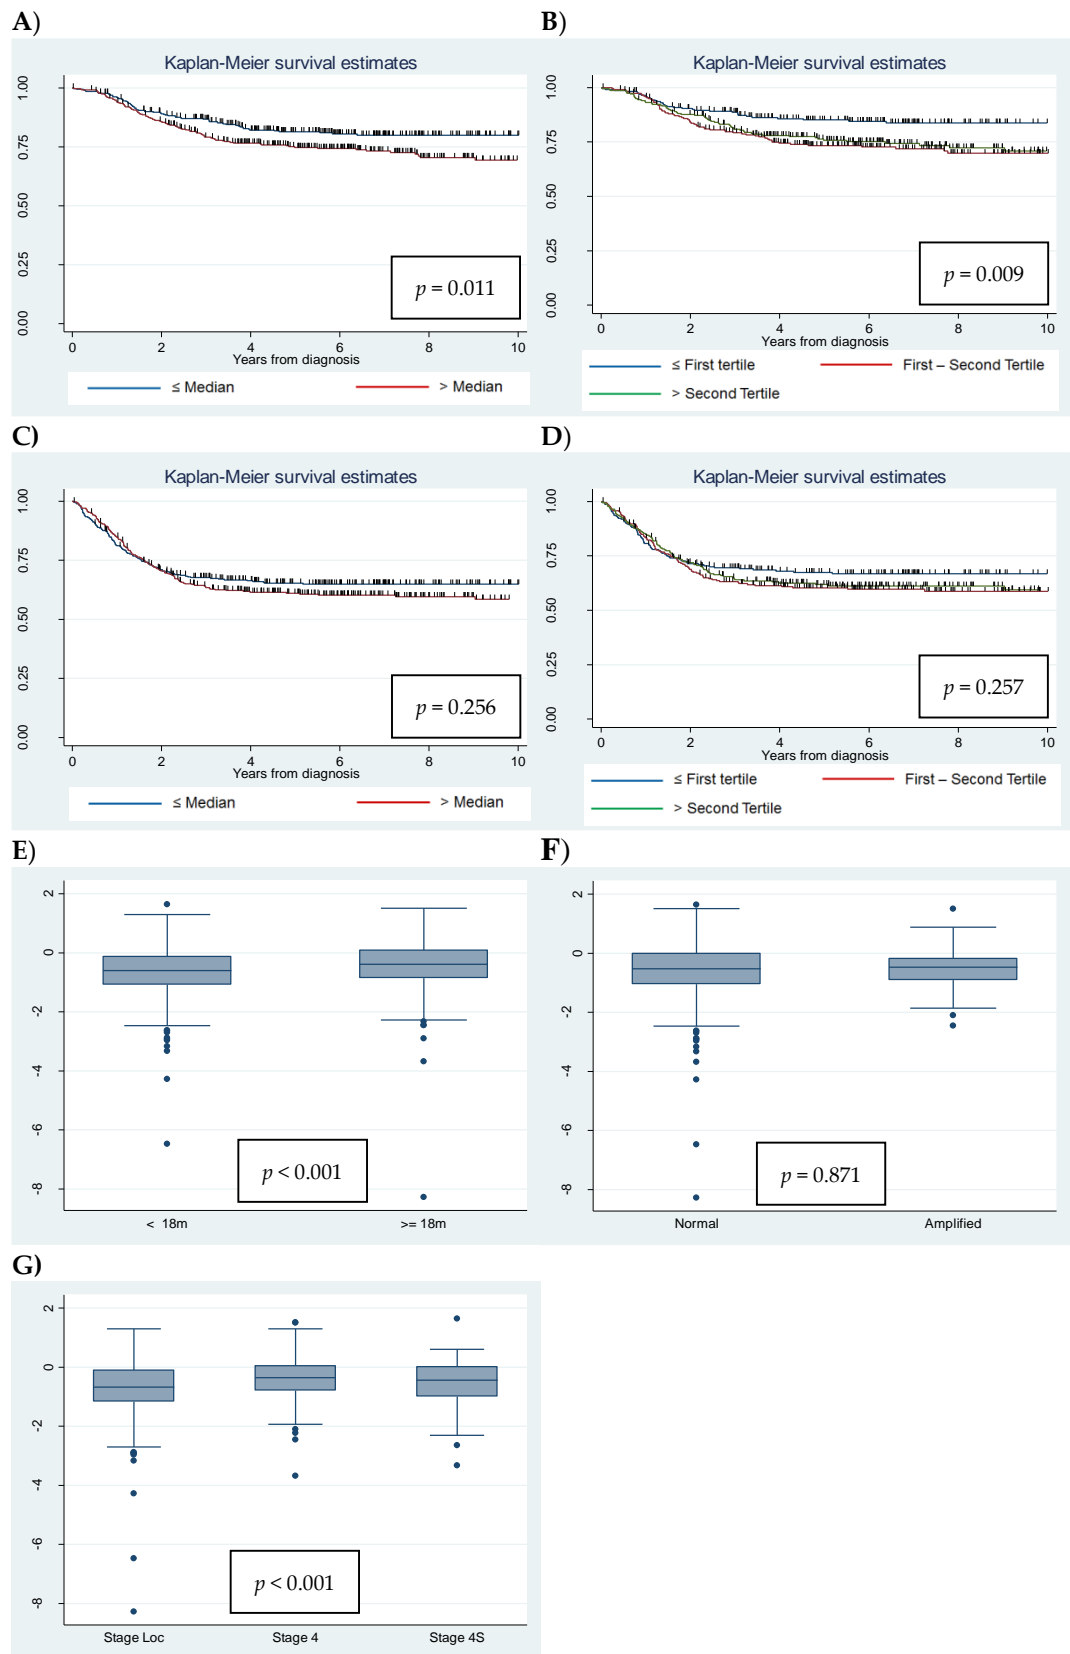 A)
Kaplan-Meier survival estimates
1.00
0.75
0.50
0.25
0.00
p = 0.011
0 2 4 6 8 10
Years from diagnosis
≤ Median > Median
B)
Kaplan-Meier survival estimates
1.00
0.75
0.50
0.25
0.00
p = 0.009
0 2 4 6 8 10
Years from diagnosis
≤ First tertile First – Second Tertile
> Second Tertile
C)
Kaplan-Meier survival estimates
1.00
0.75
0.50
0.25
0.00
p = 0.256
0 2 4 6 8 10
Years from diagnosis
≤ Median > Median
D)
Kaplan-Meier survival estimates
1.00
0.75
0.50
0.25
0.00
p = 0.257
0 2 4 6 8 10
Years from diagnosis
≤ First tertile First – Second Tertile
> Second Tertile
E)
2
0
-2
-4
-6
-8
p < 0.001
< 18m >= 18m
F)
2
0
-2
-4
-6
-8
p = 0.871
Normal Amplified
G)
2
0
-2
-4
-6
-8
p < 0.001
Stage Loc Stage 4 Stage 4S